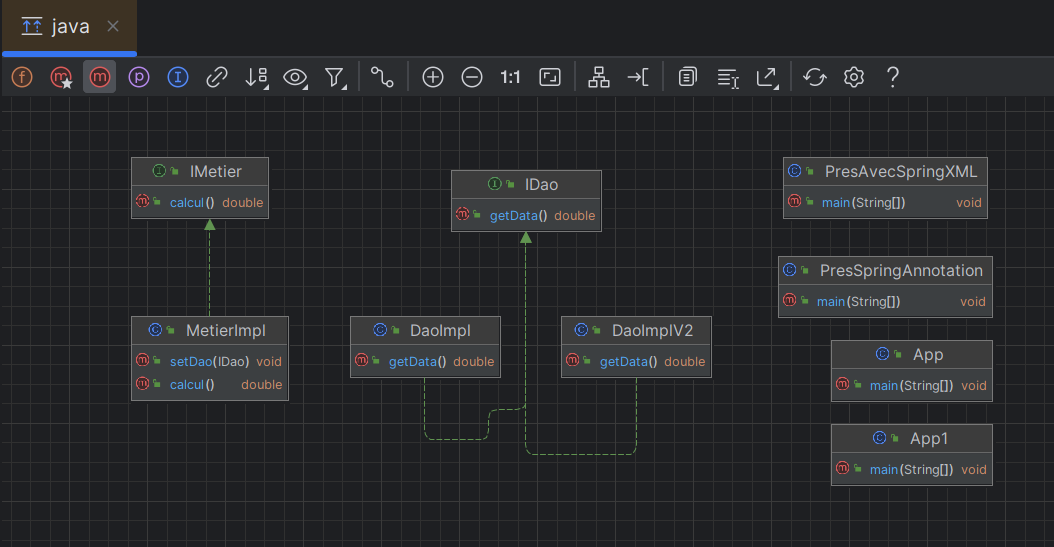 java
f m m p I 1:1 ?
I IMetier
m calcul() double
I IDao
m getData() double
C PresAvecSpringXML
m main(String[]) void
C PresSpringAnnotation
m main(String[]) void
C MetierImpl
m setDao(IDao) void
m calcul() double
C DaoImpl
m getData() double
C DaoImplV2
m getData() double
C App
m main(String[]) void
C App1
m main(String[]) void